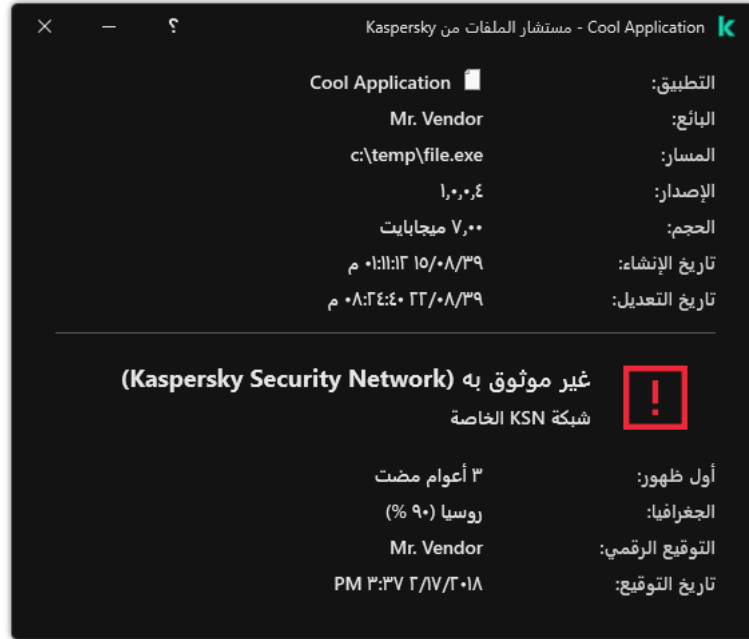 Cool Application - مستشار الملفات من Kaspersky ؟
التطبيق: Cool Application
البائع: Mr. Vendor
المسار: c:\temp\file.exe
الإصدار: ١,٠,٠,٤
الحجم: ٧,٠٠ ميجابايت
تاريخ الإنشاء: ١٥/٠٨/٣٩ ٠١:١١:١٢ م
تاريخ التعديل: ٢٢/٠٨/٣٩ ٠٨:٢٤:٤٠ م
غير موثوق به (Kaspersky Security Network)
شبكة KSN الخاصة
أول ظهور: ٣ أعوام مضت
الجغرافيا: روسيا (٩٠ %)
التوقيع الرقمي: Mr. Vendor
تاريخ التوقيع: ٢/١٧/٢٠١٨ ٣:٣٧ PM